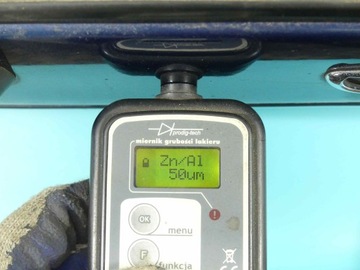 prodig-tech
miernik grubości lakieru
Zn/Al
50um
OK
menu
F
funkcja